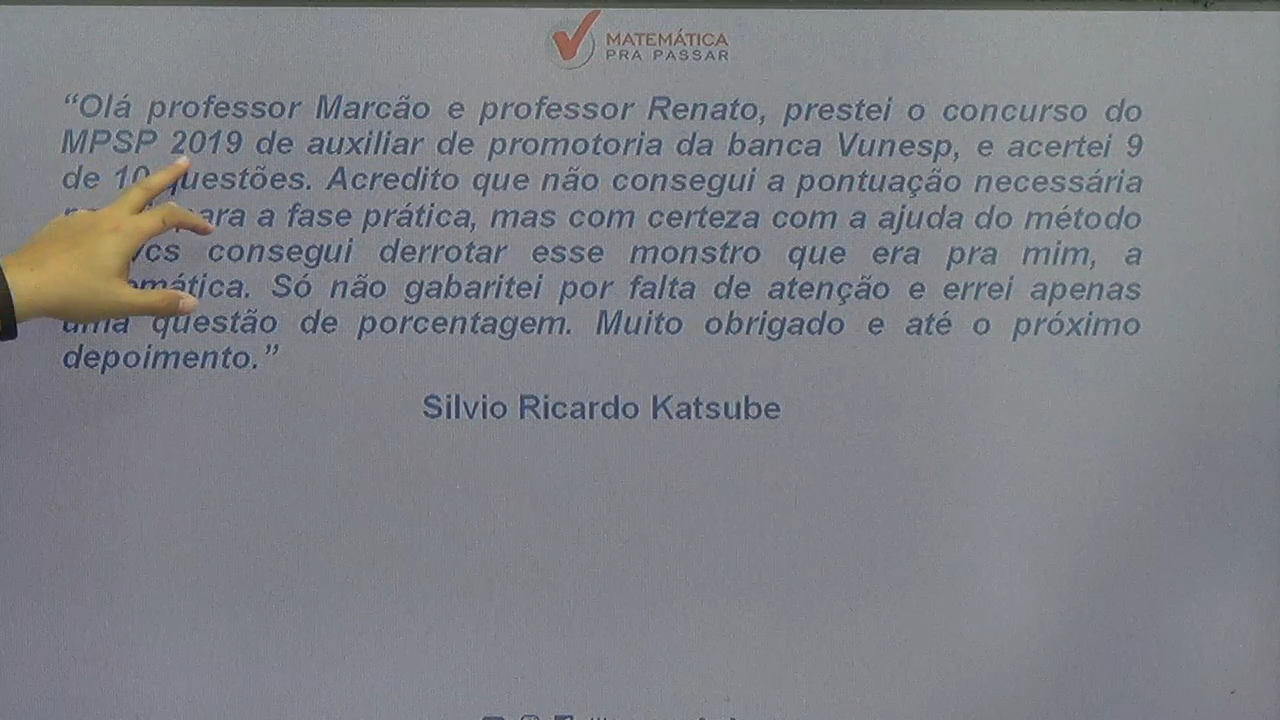 MATEMÁTICA
PRA PASSAR
“Olá professor Marcão e professor Renato, prestei o concurso do
MPSP 2019 de auxiliar de promotoria da banca Vunesp, e acertei 9
de 10 questões. Acredito que não consegui a pontuação necessária
para a fase prática, mas com certeza com a ajuda do método
vcs consegui derrotar esse monstro que era pra mim, a
matemática. Só não gabaritei por falta de atenção e errei apenas
uma questão de porcentagem. Muito obrigado e até o próximo
depoimento.”
Silvio Ricardo Katsube